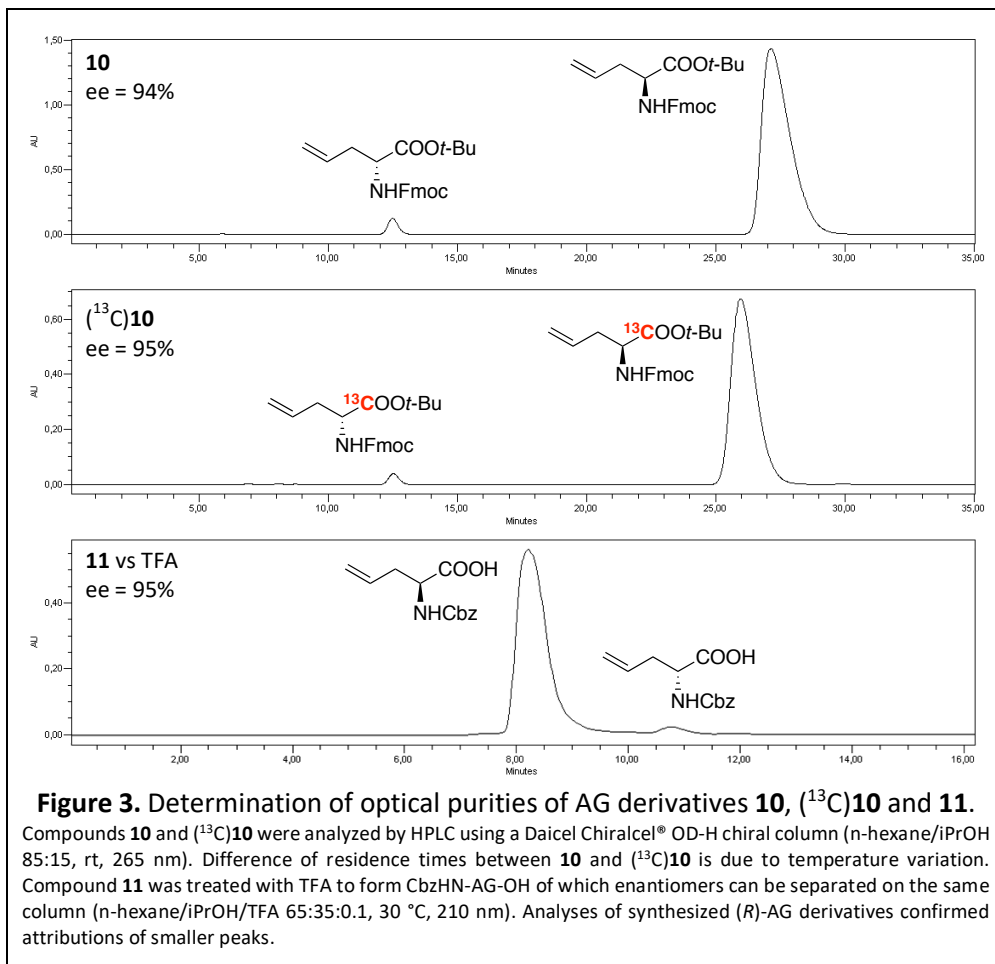 1,50
10
ee = 94%
COOt-Bu
NHFmoc
COOt-Bu
NHFmoc
1,00
AU
0,50
0,00
5,00 10,00 15,00 20,00 25,00 30,00 35,00
Minutes
(13C)10
ee = 95%
13COOt-Bu
NHFmoc
13COOt-Bu
NHFmoc
0,60
0,40
AU
0,20
0,00
5,00 10,00 15,00 20,00 25,00 30,00 35,00
Minutes
11 vs TFA
ee = 95%
COOH
NHCbz
COOH
NHCbz
0,40
AU
0,20
0,00
2,00 4,00 6,00 8,00 10,00 12,00 14,00 16,00
Minutes
Figure 3. Determination of optical purities of AG derivatives 10, (13C)10 and 11.
Compounds 10 and (13C)10 were analyzed by HPLC using a Daicel Chiralcel® OD-H chiral column (n-hexane/iPrOH
85:15, rt, 265 nm). Difference of residence times between 10 and (13C)10 is due to temperature variation.
Compound 11 was treated with TFA to form CbzHN-AG-OH of which enantiomers can be separated on the same
column (n-hexane/iPrOH/TFA 65:35:0.1, 30 °C, 210 nm). Analyses of synthesized (R)-AG derivatives confirmed
attributions of smaller peaks.